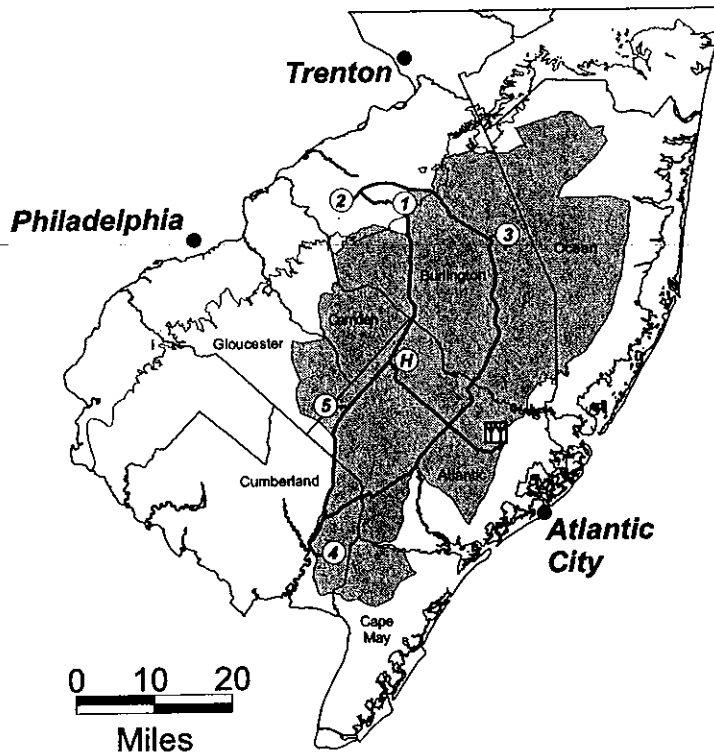 Trenton
Philadelphia
2
1
3
Ocean
Burlington
Camden
Gloucester
H
5
Cumberland
Atlantic
Atlantic
City
4
Cape
May
0 10 20
Miles